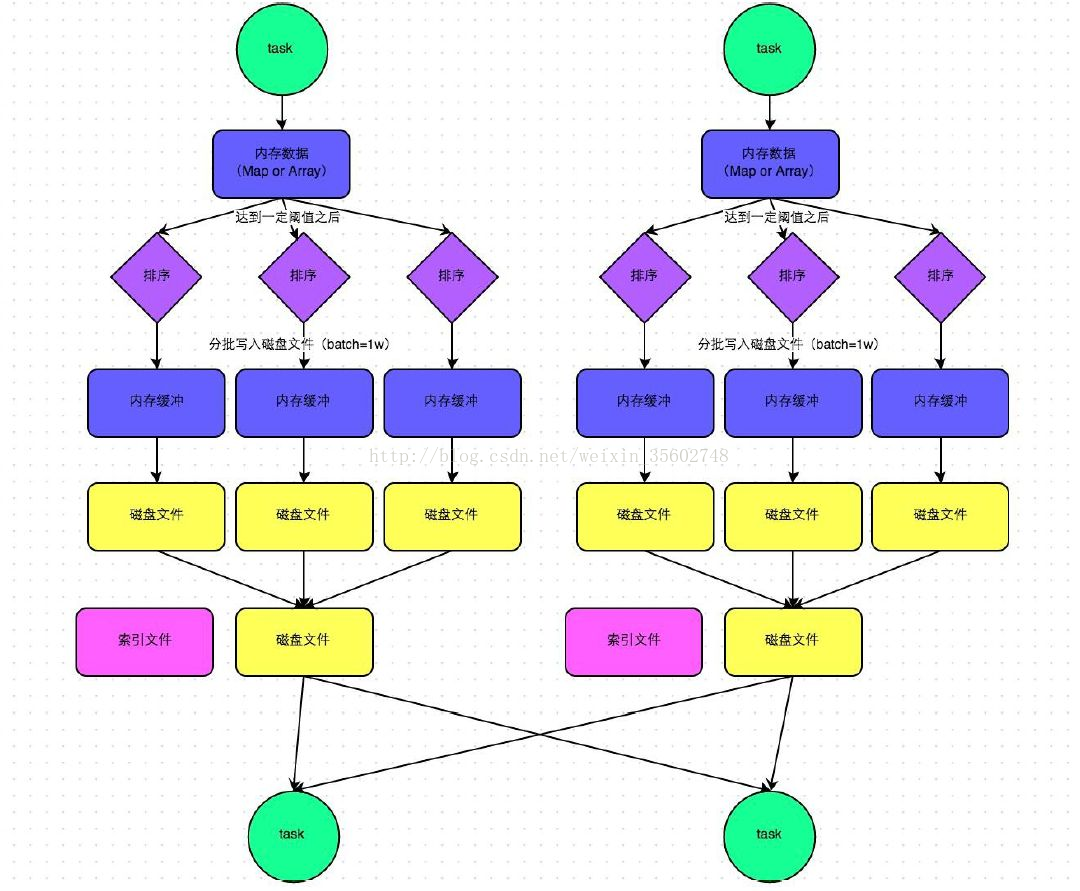 task
task
内存数据
（Map or Array）
内存数据
（Map or Array）
达到一定阈值之后
达到一定阈值之后
排序
排序
排序
排序
排序
排序
分批写入磁盘文件（batch=1w）
分批写入磁盘文件（batch=1w）
内存缓冲
内存缓冲
内存缓冲
内存缓冲
内存缓冲
内存缓冲
http://blog.csdn.net/weixin_35602748
磁盘文件
磁盘文件
磁盘文件
磁盘文件
磁盘文件
磁盘文件
索引文件
磁盘文件
索引文件
磁盘文件
task
task